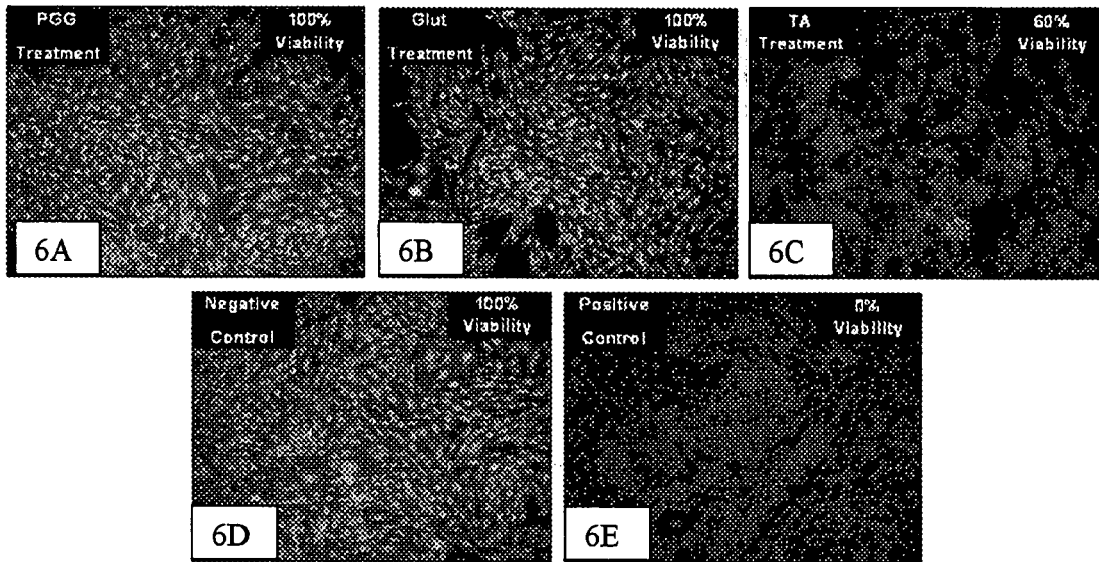 PGG
Treatment
100%
Viability
6A
Glut
Treatment
100%
Viability
6B
TA
Treatment
60%
Viability
6C
Negative
Control
100%
Viability
6D
Positive
Control
0%
Viability
6E